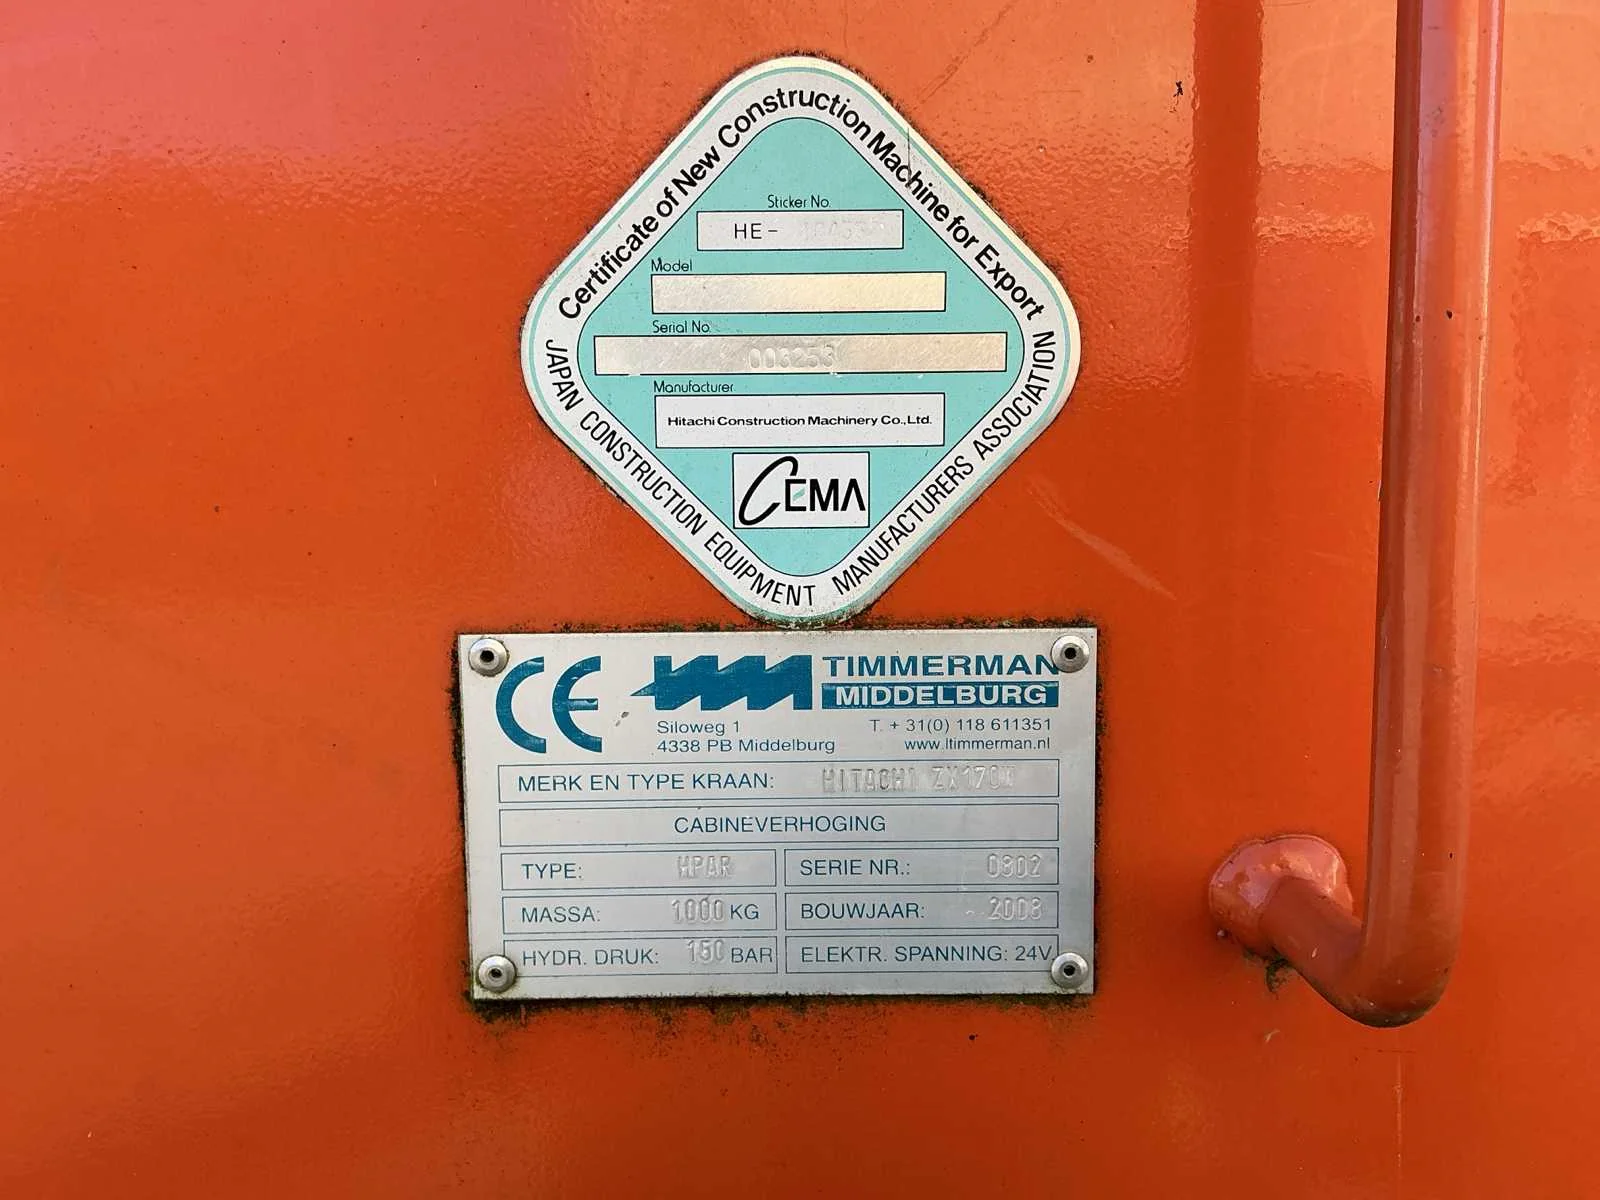 Certificate of New Construction Machine for Export
Sticker No.
HE-
Model
Serial No.
006253
Manufacturer
Hitachi Construction Machinery Co., Ltd.
CEMA
JAPAN CONSTRUCTION EQUIPMENT MANUFACTURERS ASSOCIATION
CE TIMMERMAN
MIDDELBURG
Siloweg 1 T. + 31(0) 118 611351
4338 PB Middelburg www.ltimmerman.nl
MERK EN TYPE KRAAN: HITACHI ZX170W
CABINEVERHOGING
TYPE: HPAR SERIE NR.: 0802
MASSA: 1000 KG BOUWJAAR: 2008
HYDR. DRUK: 150 BAR ELEKTR. SPANNING: 24V.